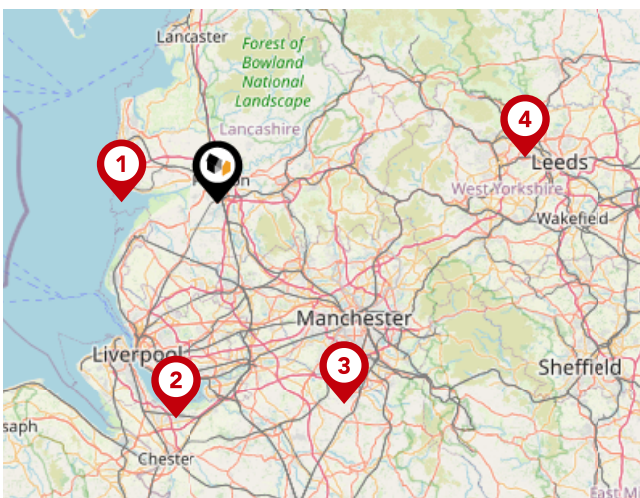 Lancaster
Forest of
Bowland
National
Landscape
Lancashire
1
4
Leeds
West Yorkshire
Wakefield
Manchester
Liverpool
3
2
Sheffield
saph
Chester
East M